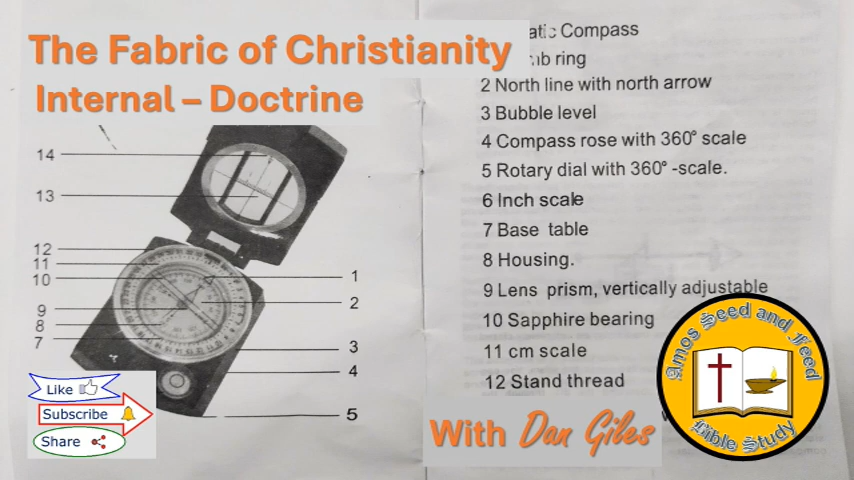 The Fabric of Christianity
Internal – Doctrine
14
13
12
11
10
9
8
7
1
2
3
4
5
Compass
ring
2 North line with north arrow
3 Bubble level
4 Compass rose with 360° scale
5 Rotary dial with 360° -scale.
6 Inch scale
7 Base table
8 Housing.
9 Lens prism, vertically adjustable
10 Sapphire bearing
11 cm scale
12 Stand thread
Like
Subscribe
Share
With Dan Giles
Amos Seed and Feed
Bible Study